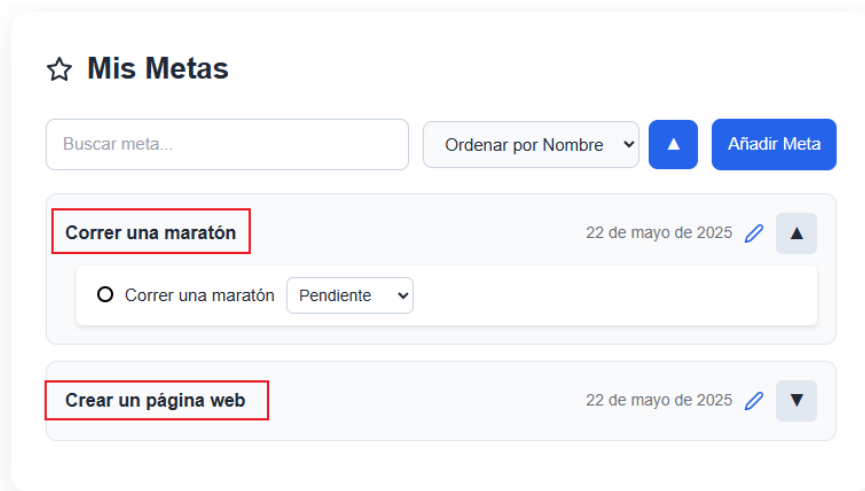 Mis Metas
Buscar meta...
Ordenar por Nombre
Añadir Meta
Correr una maratón
22 de mayo de 2025
Correr una maratón
Pendiente
Crear un página web
22 de mayo de 2025